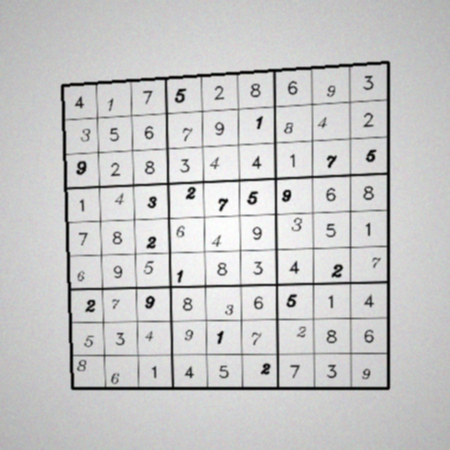 4 1 7 5 2 8 6 9 3
3 5 6 7 9 1 8 4 2
9 2 8 3 4 4 1 7 5
1 4 3 2 7 5 9 6 8
7 8 2 6 4 9 3 5 1
6 9 5 1 8 3 4 2 7
2 7 9 8 3 6 5 1 4
5 3 4 9 1 7 2 8 6
8 6 1 4 5 2 7 3 9